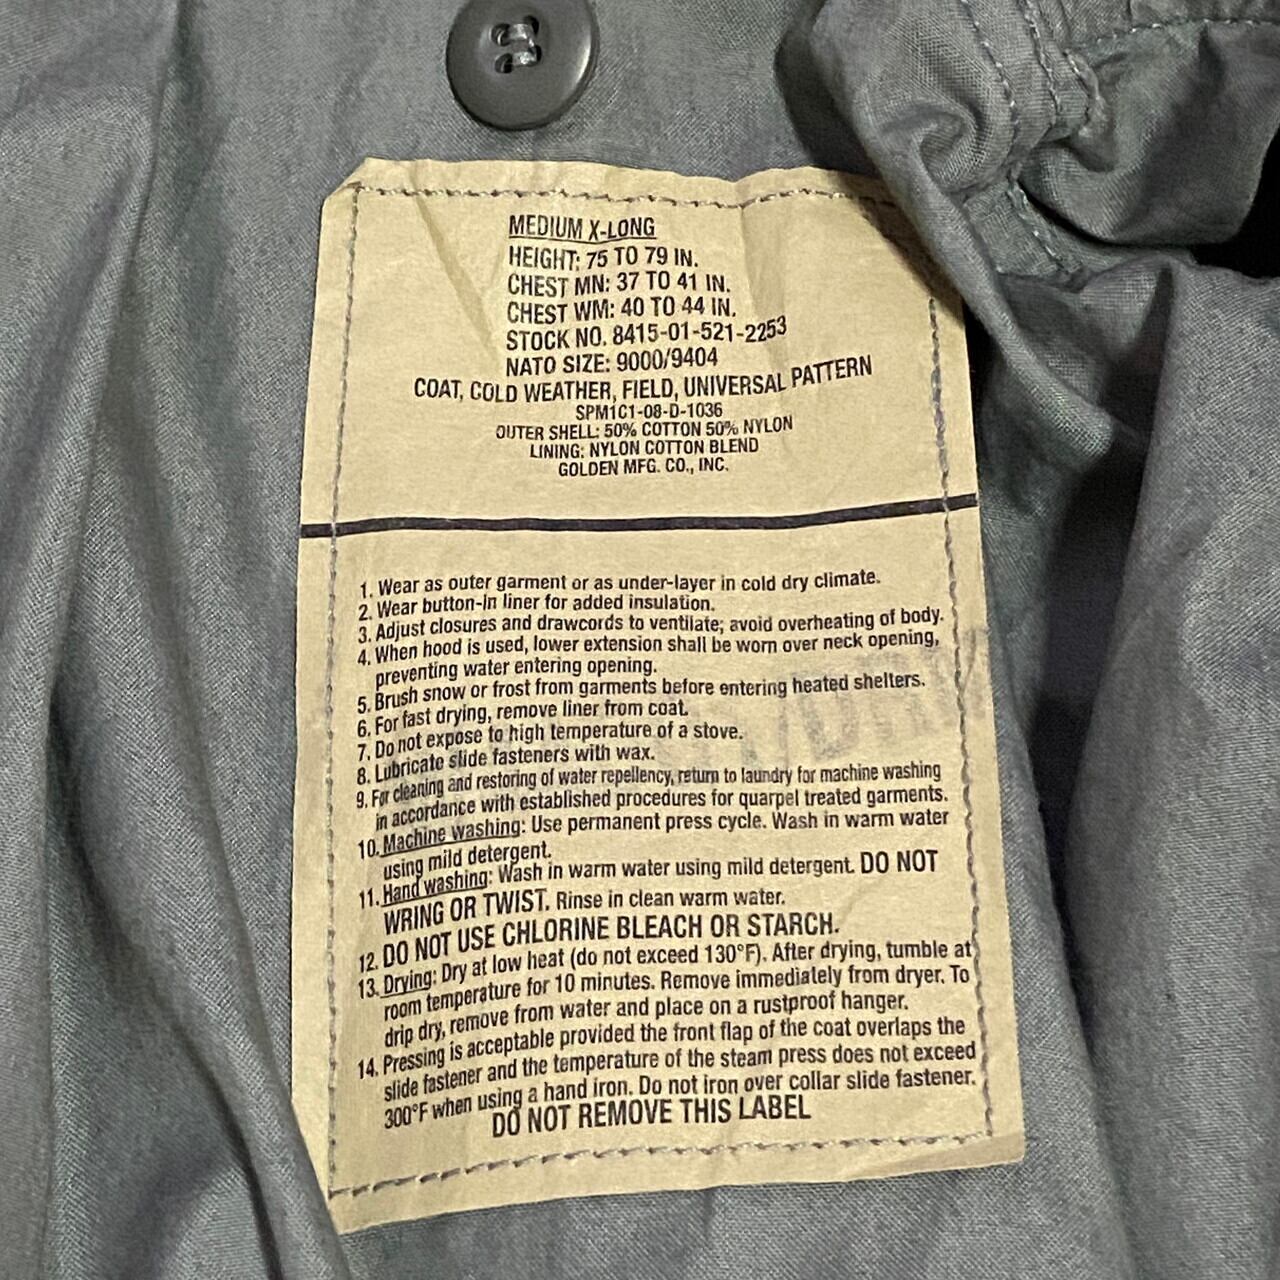 MEDIUM X-LONG
HEIGHT: 75 TO 79 IN.
CHEST MN: 37 TO 41 IN.
CHEST WM: 40 TO 44 IN.
STOCK NO. 8415-01-521-2253
NATO SIZE: 9000/9404
COAT, COLD WEATHER, FIELD, UNIVERSAL PATTERN
SPM1C1-08-D-1036
OUTER SHELL: 50% COTTON 50% NYLON
LINING: NYLON COTTON BLEND
GOLDEN MFG. CO., INC.
1. Wear as outer garment or as under-layer in cold dry climate.
2. Wear button-in liner for added insulation.
3. Adjust closures and drawcords to ventilate; avoid overheating of body.
4. When hood is used, lower extension shall be worn over neck opening,
preventing water entering opening.
5. Brush snow or frost from garments before entering heated shelters.
6. For fast drying, remove liner from coat.
7. Do not expose to high temperature of a stove.
8. Lubricate slide fasteners with wax.
9. For cleaning and restoring of water repellency, return to laundry for machine washing
in accordance with established procedures for quarpel treated garments.
10. Machine washing: Use permanent press cycle. Wash in warm water
using mild detergent.
11. Hand washing: Wash in warm water using mild detergent. DO NOT
WRING OR TWIST. Rinse in clean warm water.
12. DO NOT USE CHLORINE BLEACH OR STARCH.
13. Drying: Dry at low heat (do not exceed 130°F). After drying, tumble at
room temperature for 10 minutes. Remove immediately from dryer. To
drip dry, remove from water and place on a rustproof hanger.
14. Pressing is acceptable provided the front flap of the coat overlaps the
slide fastener and the temperature of the steam press does not exceed
300°F when using a hand iron. Do not iron over collar slide fastener.
DO NOT REMOVE THIS LABEL